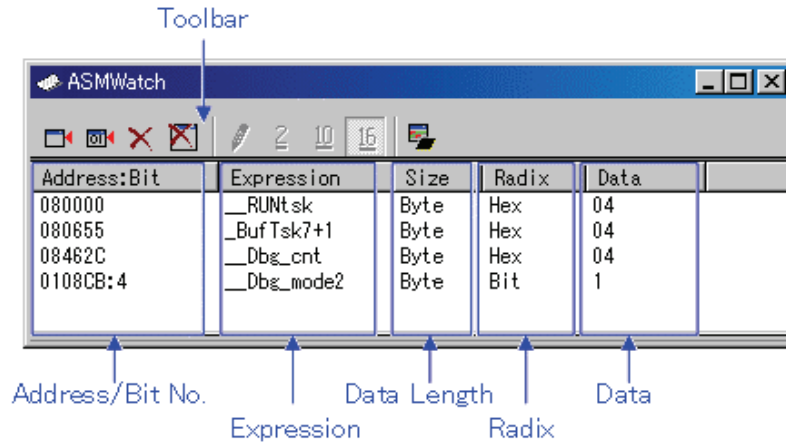 Toolbar
ASMWatch
2 10 16
Address:Bit Expression Size Radix Data
080000 __RUNtsk Byte Hex 04
080655 _BufTsk7+1 Byte Hex 04
08462C __Dbg_cnt Byte Hex 04
0108CB:4 __Dbg_mode2 Byte Bit 1
Address/Bit No. Data Length Data
Expression Radix